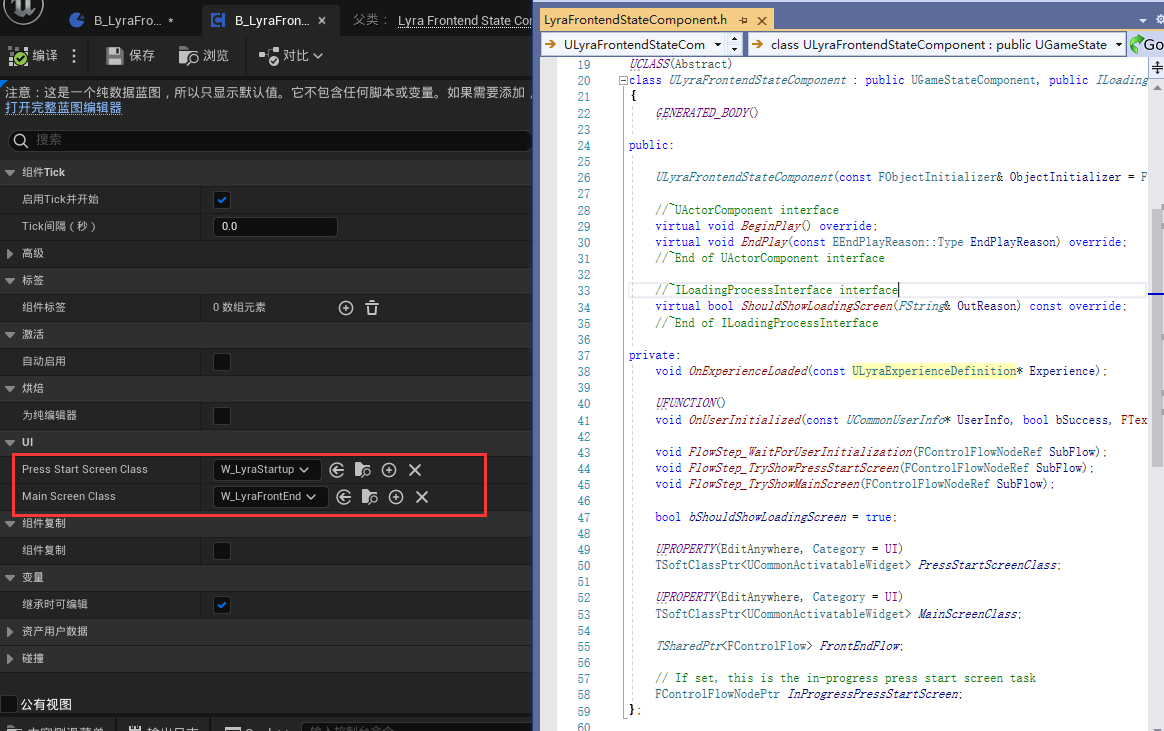 B_LyraFro... *
B_LyraFron... ×
父类： Lyra Frontend State Con
编译
保存
浏览
对比
注意：这是一个纯数据蓝图，所以只显示默认值。它不包含任何脚本或变量。如果需要添加，
打开完整蓝图编辑器
搜索
组件Tick
启用Tick并开始
Tick间隔（秒） 0.0
高级
标签
组件标签 0 数组元素
激活
自动启用
烘焙
为纯编辑器
UI
Press Start Screen Class W_LyraStartup
Main Screen Class W_LyraFrontEnd
组件复制
组件复制
变量
继承时可编辑
资产用户数据
碰撞
公有视图
LyraFrontendStateComponent.h
ULyraFrontendStateCom
class ULyraFrontendStateComponent : public UGameState
Go
19 UCLASS(Abstract)
20 class ULyraFrontendStateComponent : public UGameStateComponent, public ILoading
21 {
22 GENERATED_BODY()
23
24 public:
25
26 ULyraFrontendStateComponent(const FObjectInitializer& ObjectInitializer = F
27
28 //~UActorComponent interface
29 virtual void BeginPlay() override;
30 virtual void EndPlay(const EEndPlayReason::Type EndPlayReason) override;
31 //~End of UActorComponent interface
32
33 //~ILoadingProcessInterface interface
34 virtual bool ShouldShowLoadingScreen(FString& OutReason) const override;
35 //~End of ILoadingProcessInterface
36
37 private:
38 void OnExperienceLoaded(const ULyraExperienceDefinition* Experience);
39
40 UFUNCTION()
41 void OnUserInitialized(const UCommonUserInfo* UserInfo, bool bSuccess, FTex
42
43 void FlowStep_WaitForUserInitialization(FControlFlowNodeRef SubFlow);
44 void FlowStep_TryShowPressStartScreen(FControlFlowNodeRef SubFlow);
45 void FlowStep_TryShowMainScreen(FControlFlowNodeRef SubFlow);
46
47 bool bShouldShowLoadingScreen = true;
48
49 UPROPERTY(EditAnywhere, Category = UI)
50 TSoftClassPtr<UCommonActivatableWidget> PressStartScreenClass;
51
52 UPROPERTY(EditAnywhere, Category = UI)
53 TSoftClassPtr<UCommonActivatableWidget> MainScreenClass;
54
55 TSharedPtr<FControlFlow> FrontEndFlow;
56
57 // If set, this is the in-progress press start screen task
58 FControlFlowNodePtr InProgressPressStartScreen;
59 };
60